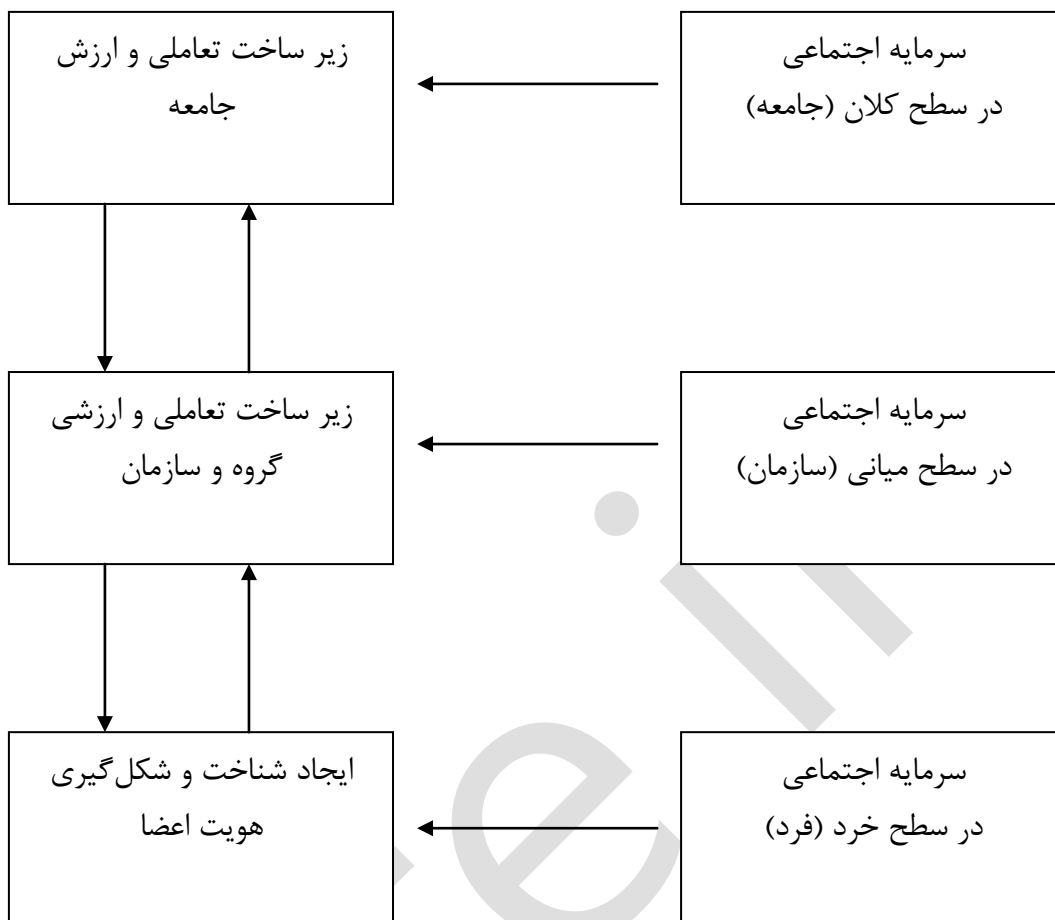 سرمایه اجتماعی
در سطح کلان (جامعه)
زیر ساخت تعاملی و ارزش
جامعه
سرمایه اجتماعی
در سطح میانی (سازمان)
زیر ساخت تعاملی و ارزشی
گروه و سازمان
سرمایه اجتماعی
در سطح خرد (فرد)
ایجاد شناخت و شکل‌گیری
هویت اعضا